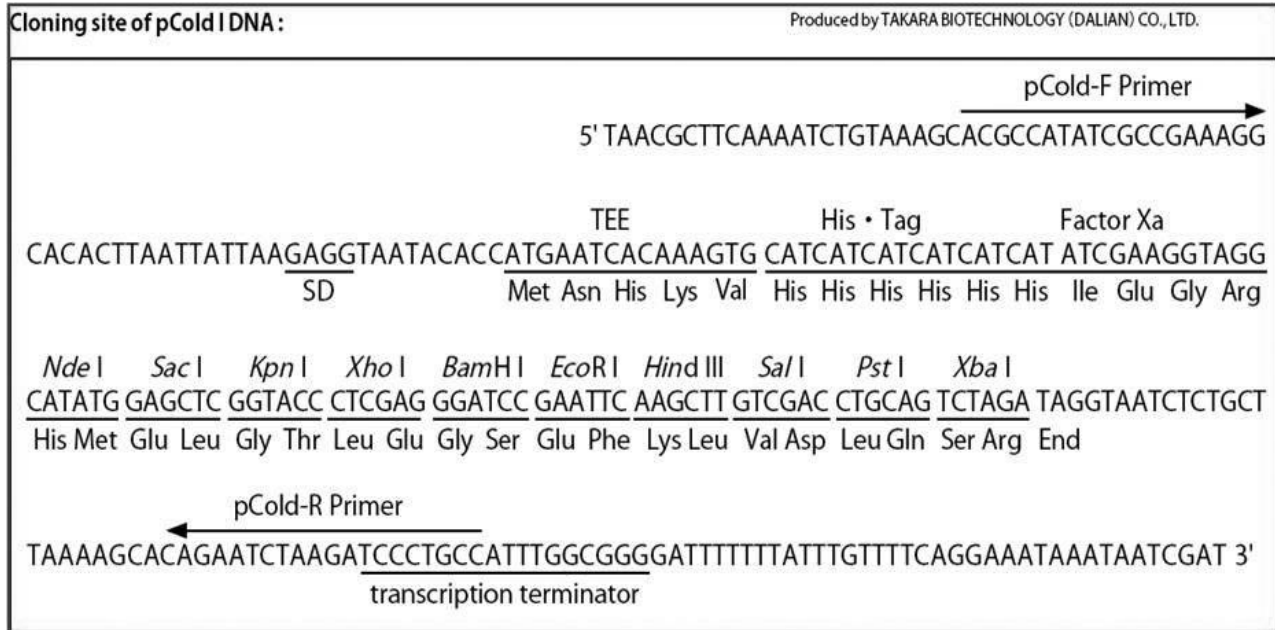 Cloning site of pCold I DNA :
Produced by TAKARA BIOTECHNOLOGY (DALIAN) CO., LTD.
pCold-F Primer
5' TAACGCTTCAAAATCTGTAAAGCACGCCATATCGCCGAAAGG
TEE His • Tag Factor Xa
CACACTTAATTATTAAGAGGTAATACACCATGAATCACAAAGTG CATCATCATCATCATCAT ATCGAAGGTAGG
SD Met Asn His Lys Val His His His His His His Ile Glu Gly Arg
Nde I Sac I Kpn I Xho I BamH I EcoR I Hind III Sal I Pst I Xba I
CATATG GAGCTC GGTACC CTCGAG GGATCC GAATTC AAGCTT GTCGAC CTGCAG TCTAGA TAGGTAATCTCTGCT
His Met Glu Leu Gly Thr Leu Glu Gly Ser Glu Phe Lys Leu Val Asp Leu Gln Ser Arg End
pCold-R Primer
TAAAAGCACAGAATCTAAGATCCCTGCCATTTGGCGGGGATTTTTTTATTTGTTTTCAGGAAATAAATAATCGAT 3'
transcription terminator